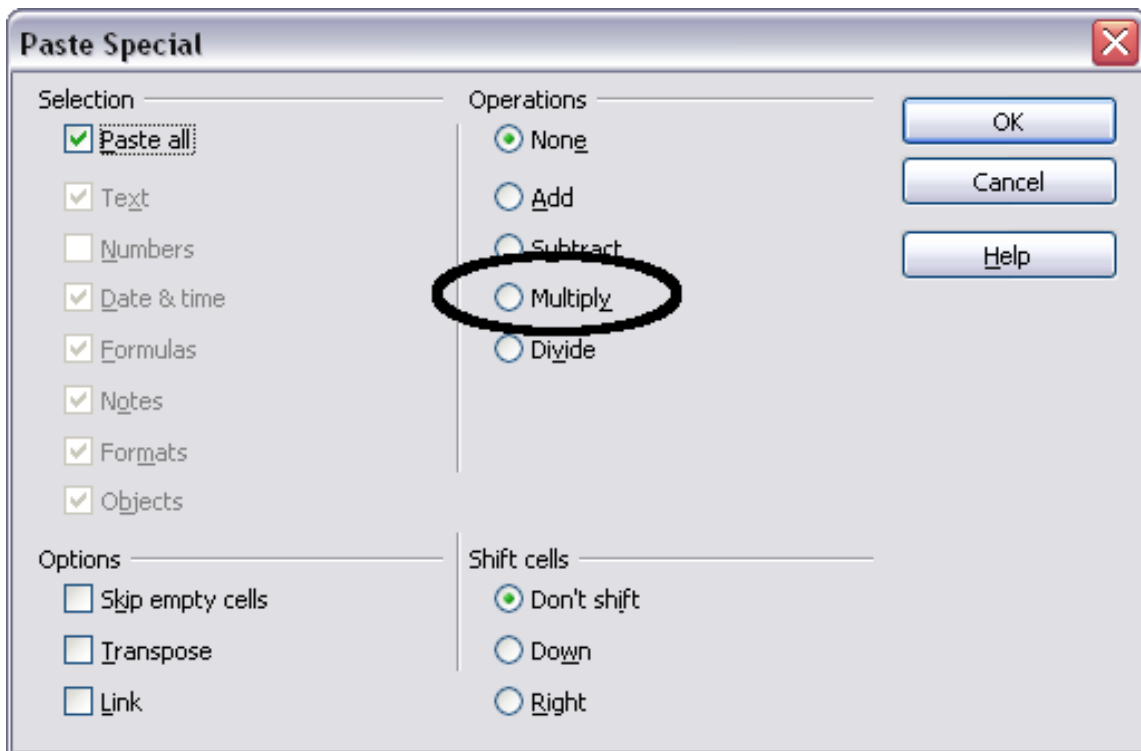 Paste Special
Selection
Paste all
Text
Numbers
Date & time
Formulas
Notes
Formats
Objects
Operations
None
Add
Subtract
Multiply
Divide
OK
Cancel
Help
Options
Skip empty cells
Transpose
Link
Shift cells
Don't shift
Down
Right